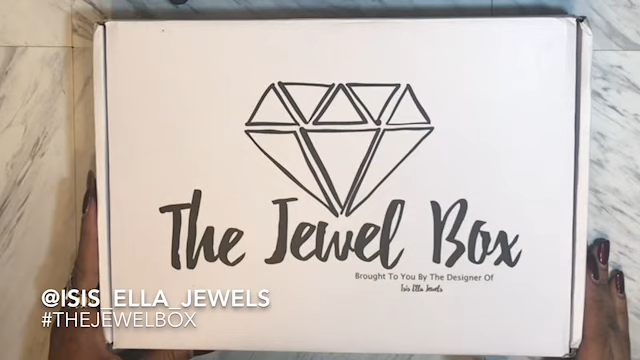 The Jewel Box
Brought To You By The Designer Of
Isis Ella Jewels
@ISIS_ELLA_JEWELS
#THEJEWELBOX